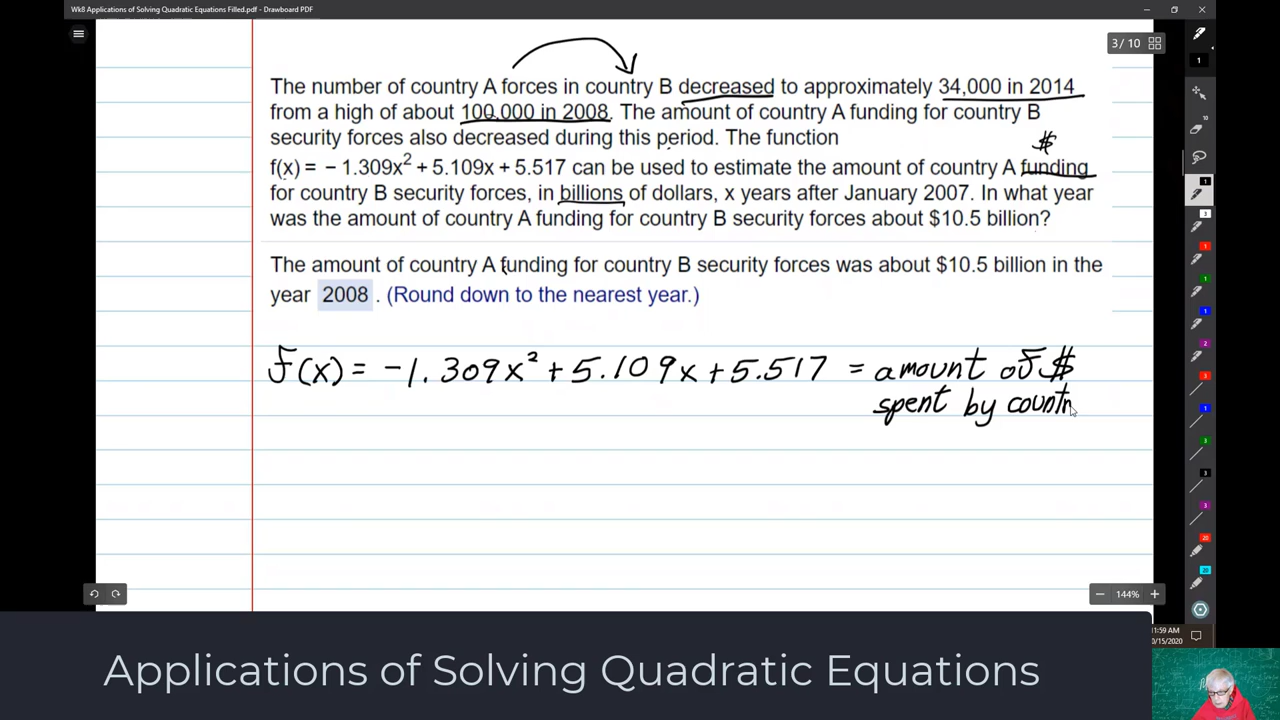 Wk8 Applications of Solving Quadratic Equations Filled.pdf - Drawboard PDF
3 / 10
The number of country A forces in country B decreased to approximately 34,000 in 2014
from a high of about 100,000 in 2008. The amount of country A funding for country B
security forces also decreased during this period. The function
$
f(x) = − 1.309x² + 5.109x + 5.517 can be used to estimate the amount of country A funding
for country B security forces, in billions of dollars, x years after January 2007. In what year
was the amount of country A funding for country B security forces about $10.5 billion?
The amount of country A funding for country B security forces was about $10.5 billion in the
year 2008 . (Round down to the nearest year.)
f(x) = -1.309x² + 5.109x + 5.517 = amount of $
spent by countr
144%
11:59 AM
0/15/2020
Applications of Solving Quadratic Equations